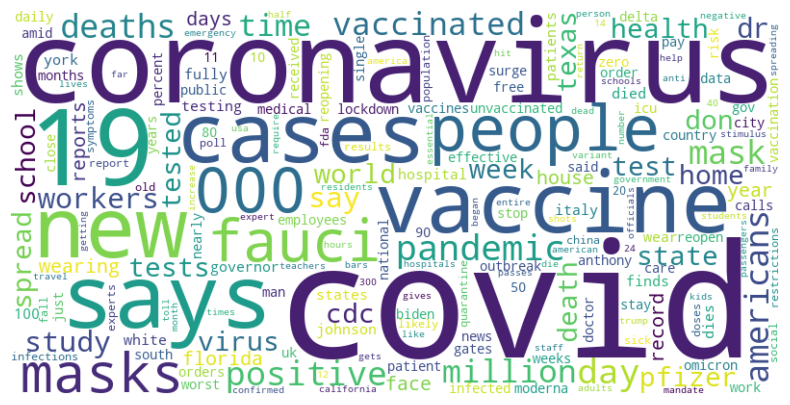 daily
deaths
days
time
vaccinated
half
emergency
person
america
negative
spreading
14
delta
health
dr
coronavirus
amid
shows
york
months
11
percent
fully
public
10
received
reopening
single
patients
population
hit
return
schools
pay
risk
help
anti
texas
zero
order
data
city
vaccination
lives
far
symptoms
testing
medical
surge
free
lockdown
vaccines
unvaccinated
died
icu
40
dead
gov
stimulus
19
cases
people
don
mask
school
close
reports
years
report
tested
80
poll
usa
fda
require
results
essential
effective
variant
number
country
family
old
workers
000
world
hospital
week
house
said
test
home
government
20
year
new
fauci
say
vaccine
increase
residents
employees
stop
italy
entire
began
shots
officials
students
calls
spread
getting
expert
nearly
hours
national
90
pandemic
outbreak
china
american
die
wear
reopen
24
state
americans
passengers
restrictions
wearing
travel
tests
governor
teachers
bars
hospitals
passes
anthony
care
finds
100
fall
just
experts
toll
month
says
times
man
300
states
cdc
gives
quarantine
50
death
stay
doctor
record
kids
doses
dies
social
covid
study
virus
johnson
biden
likely
like
news
gates
weeks
staff
trump
sick
omicron
infections
white
south
florida
uk
patient
masks
orders
worst
confirmed
positive
california
12
gets
face
infected
million
moderna
day
adults
pfizer
work
mandate